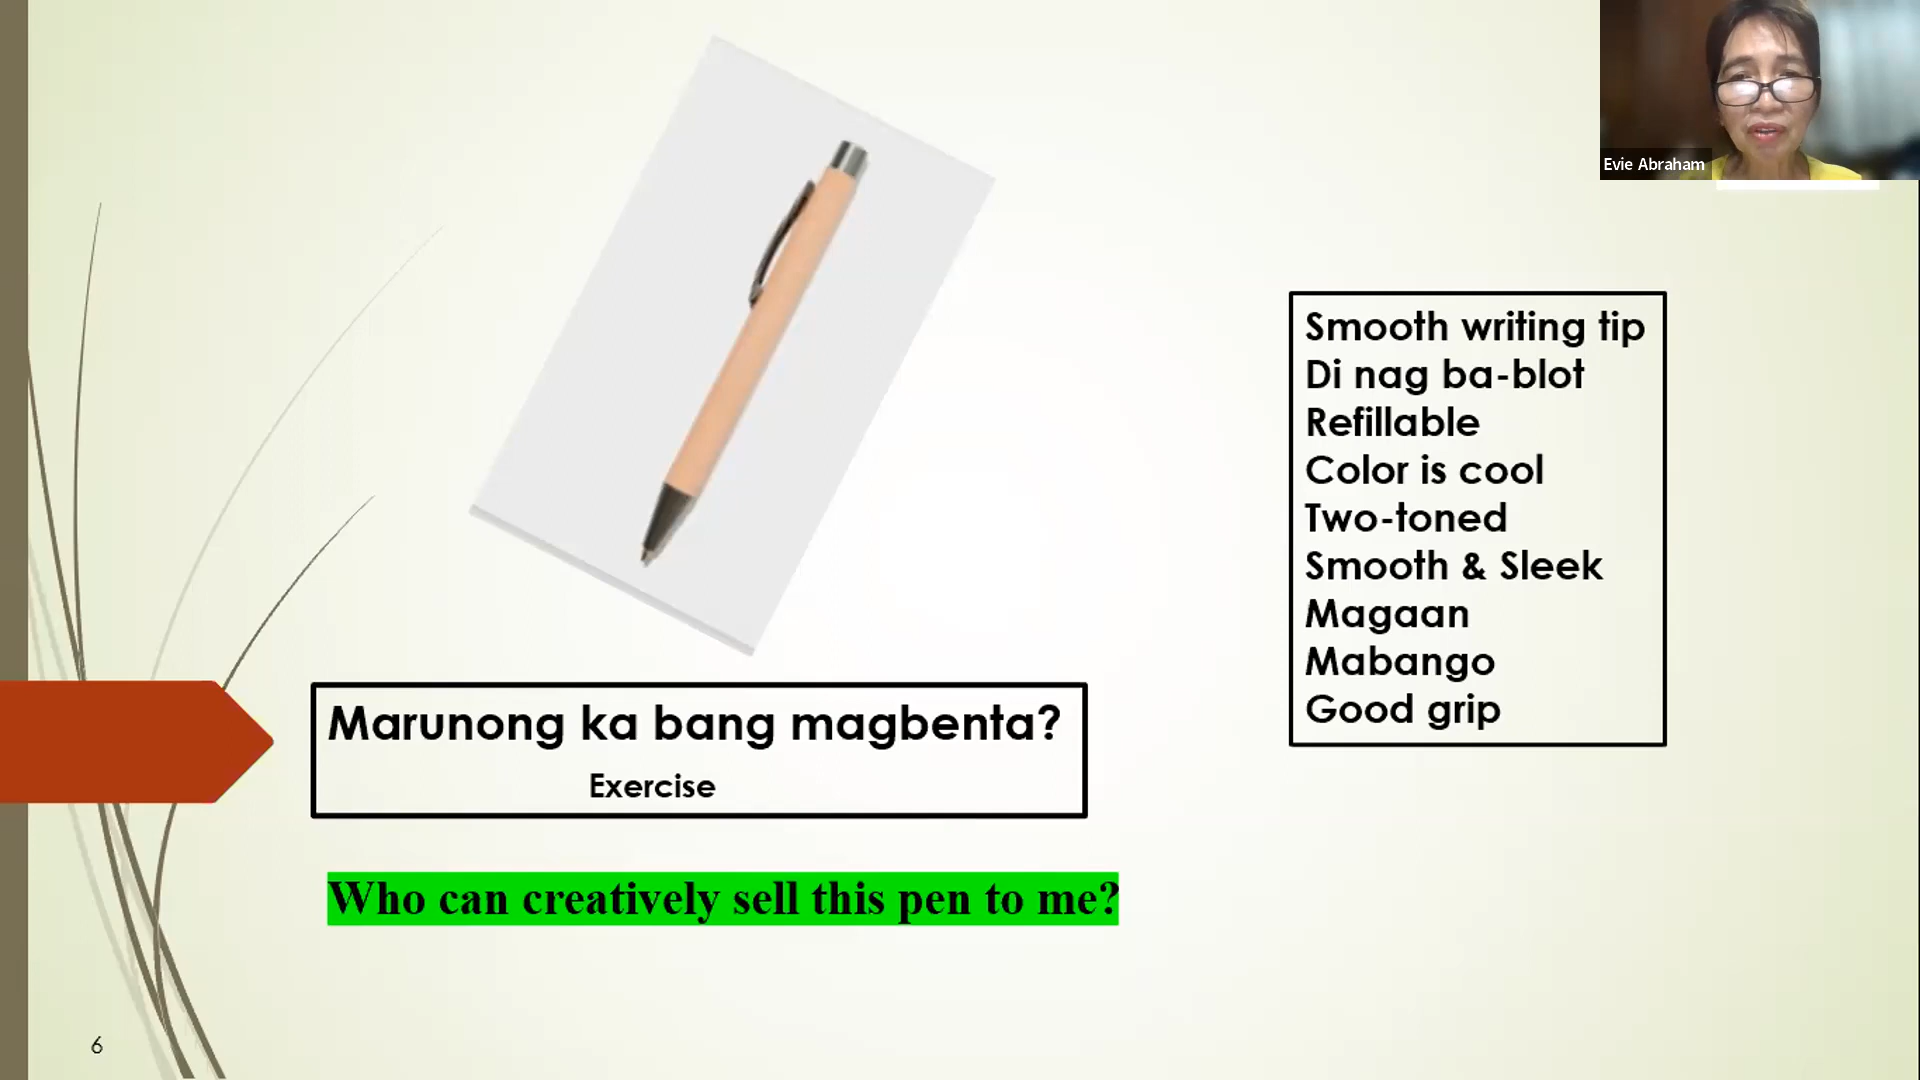 Evie Abraham
Smooth writing tip
Di nag ba-blot
Refillable
Color is cool
Two-toned
Smooth & Sleek
Magaan
Mabango
Good grip
Marunong ka bang magbenta?
Exercise
Who can creatively sell this pen to me?
6